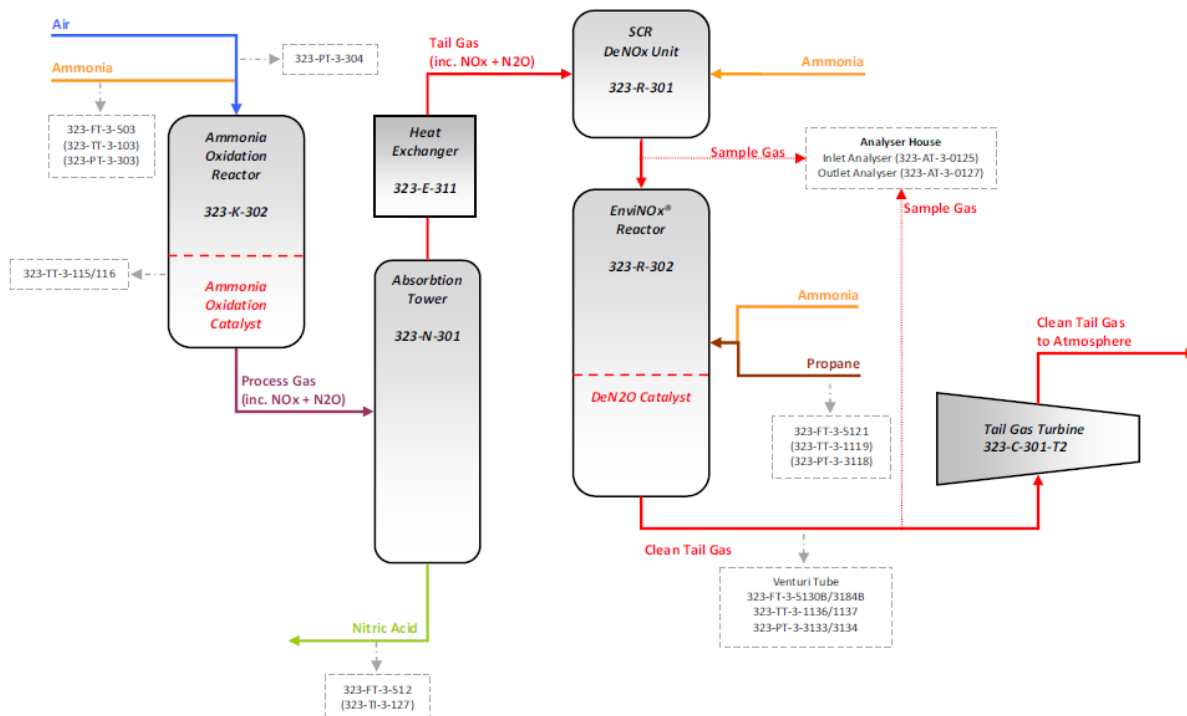 Air
323-PT-3-304
Ammonia
323-FT-3-503
(323-TT-3-103)
(323-PT-3-303)
Ammonia
Oxidation
Reactor
323-K-302
323-TT-3-115/116
Ammonia
Oxidation
Catalyst
Process Gas
(inc. NOx + N2O)
Tail Gas
(inc. NOx + N2O)
Heat
Exchanger
323-E-311
Absorbtion
Tower
323-N-301
Nitric Acid
323-FT-3-512
(323-TI-3-127)
SCR
DeNOx Unit
323-R-301
Ammonia
Sample Gas
Analyser House
Inlet Analyser (323-AT-3-0125)
Outlet Analyser (323-AT-3-0127)
Sample Gas
EnviNOx®
Reactor
323-R-302
Ammonia
Propane
DeN2O Catalyst
323-FT-3-5121
(323-TT-3-1119)
(323-PT-3-3118)
Clean Tail Gas
to Atmosphere
Tail Gas Turbine
323-C-301-T2
Clean Tail Gas
Venturi Tube
323-FT-3-5130B/3184B
323-TT-3-1136/1137
323-PT-3-3133/3134